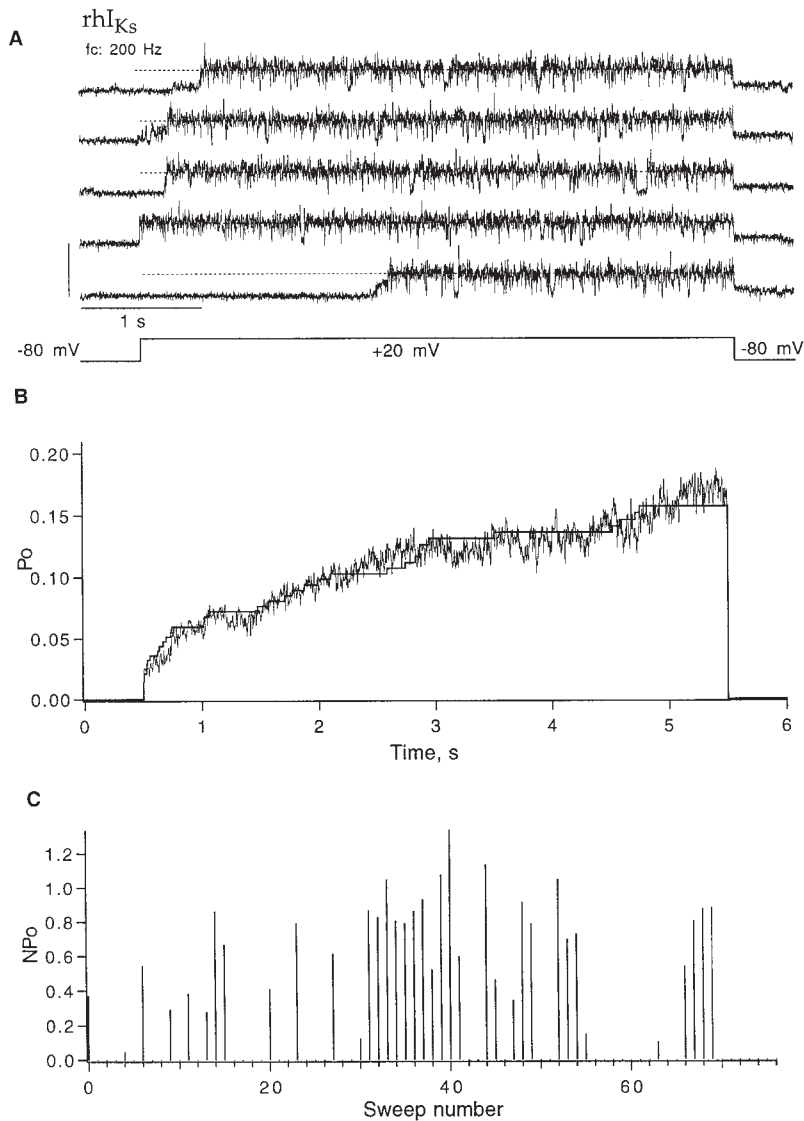 rhIKs
A
fc: 200 Hz
1 s
-80 mV
+20 mV
-80 mV
B
0.20
0.15
0.10
0.05
0.00
Po
0 1 2 3 4 5 6
Time, s
C
1.2
1.0
0.8
0.6
0.4
0.2
0.0
NPo
0 20 40 60
Sweep number